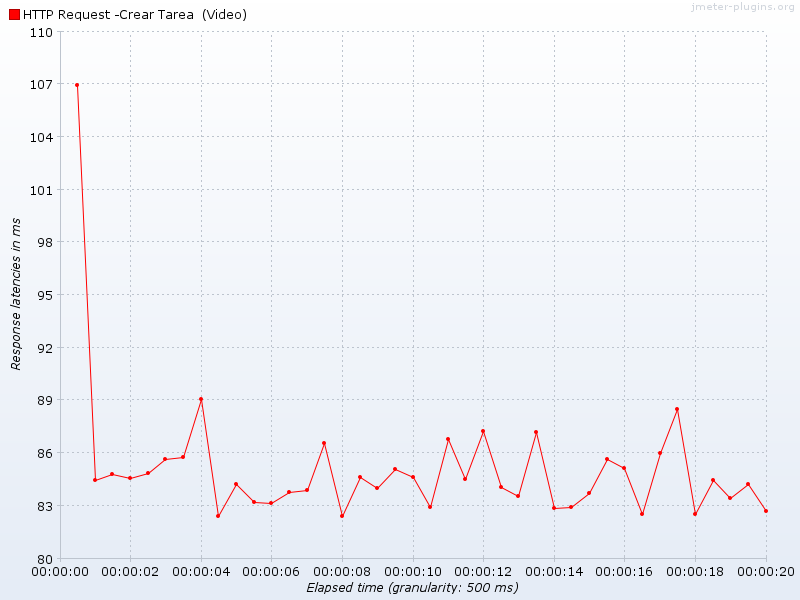 jmeter-plugins.org
HTTP Request -Crear Tarea  (Video)
110
107
104
101
98
95
92
89
86
83
80
Response latencies in ms
00:00:00 00:00:02 00:00:04 00:00:06 00:00:08 00:00:10 00:00:12 00:00:14 00:00:16 00:00:18 00:00:20
Elapsed time (granularity: 500 ms)